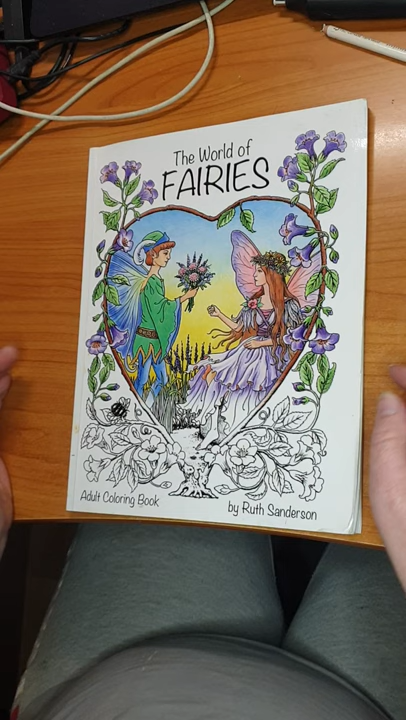 The World of
FAIRIES
Adult Coloring Book
by Ruth Sanderson